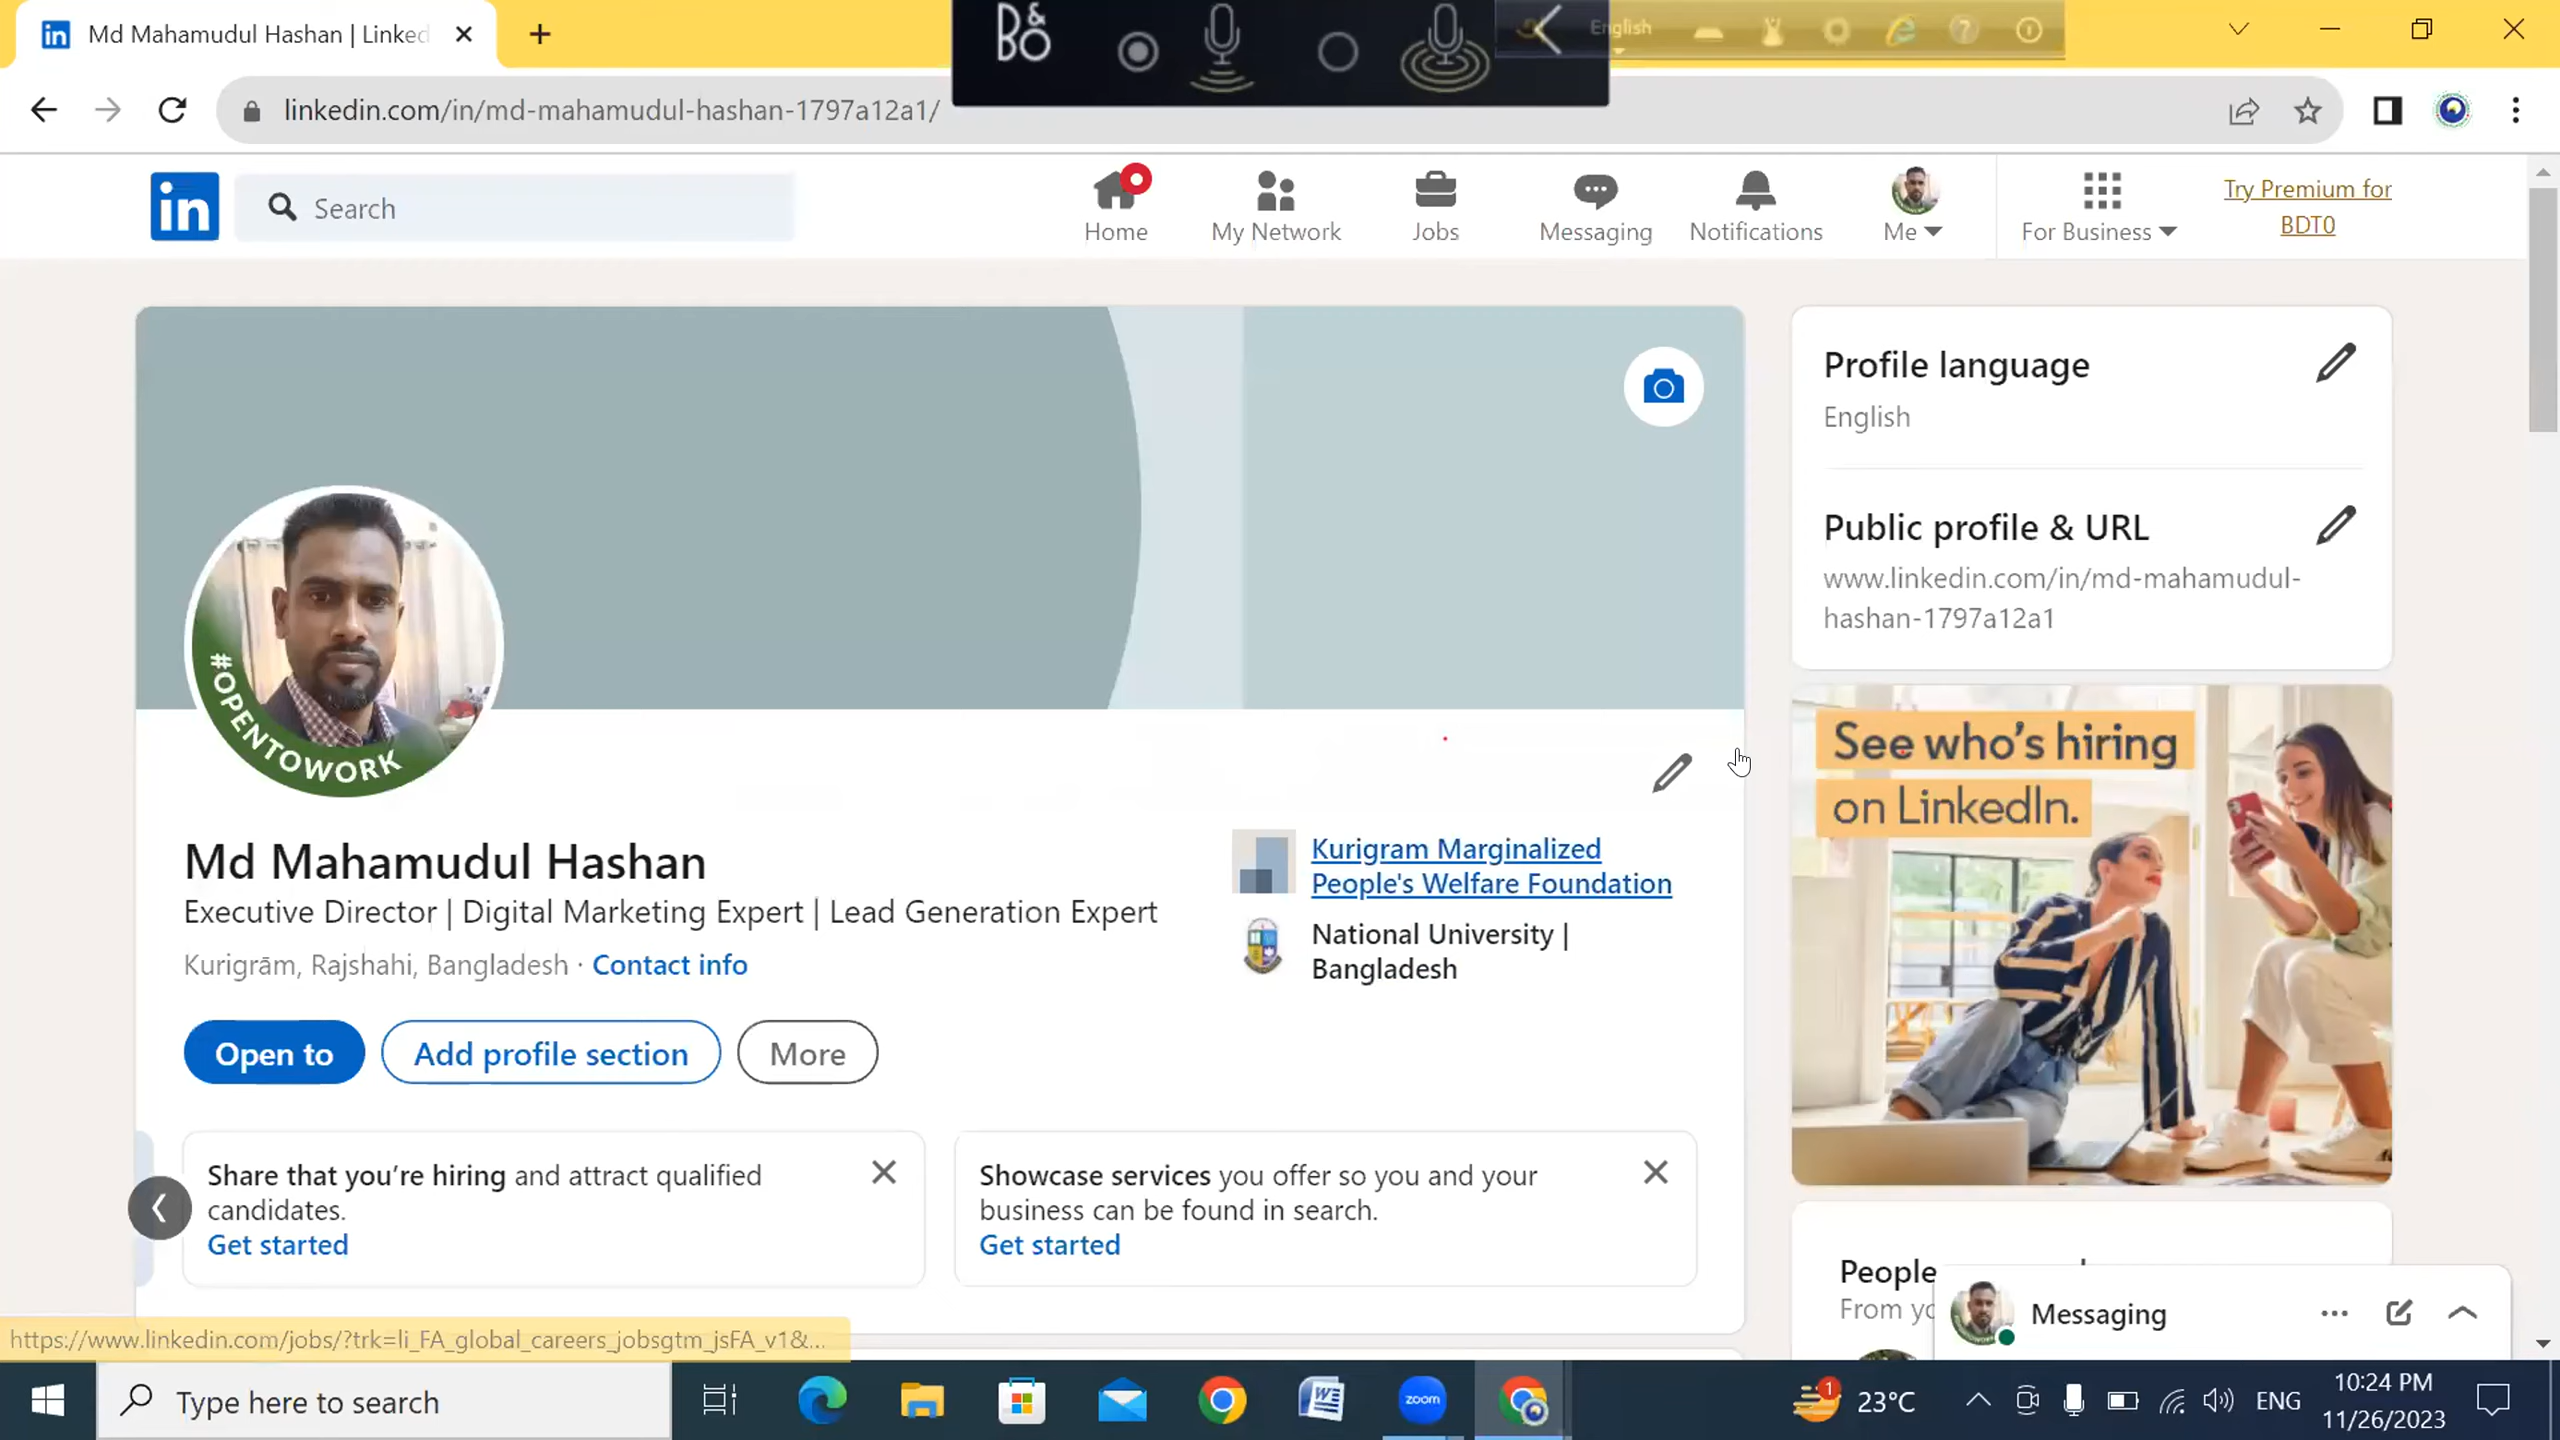 Md Mahamudul Hashan | Linked
B&O
English
linkedin.com/in/md-mahamudul-hashan-1797a12a1/
in
Search
Home
My Network
Jobs
Messaging
Notifications
Me
For Business
Try Premium for
BDT0
Profile language
English
Public profile & URL
www.linkedin.com/in/md-mahamudul-
hashan-1797a12a1
#OPENTOWORK
See who's hiring
on LinkedIn.
Md Mahamudul Hashan
Executive Director | Digital Marketing Expert | Lead Generation Expert
Kurigrām, Rajshahi, Bangladesh · Contact info
Kurigram Marginalized
People's Welfare Foundation
National University |
Bangladesh
Open to
Add profile section
More
Share that you're hiring and attract qualified
candidates.
Get started
Showcase services you offer so you and your
business can be found in search.
Get started
People
From yo
Messaging
https://www.linkedin.com/jobs/?trk=li_FA_global_careers_jobsgtm_jsFA_v1&...
Type here to search
zoom
1
23°C
ENG
10:24 PM
11/26/2023